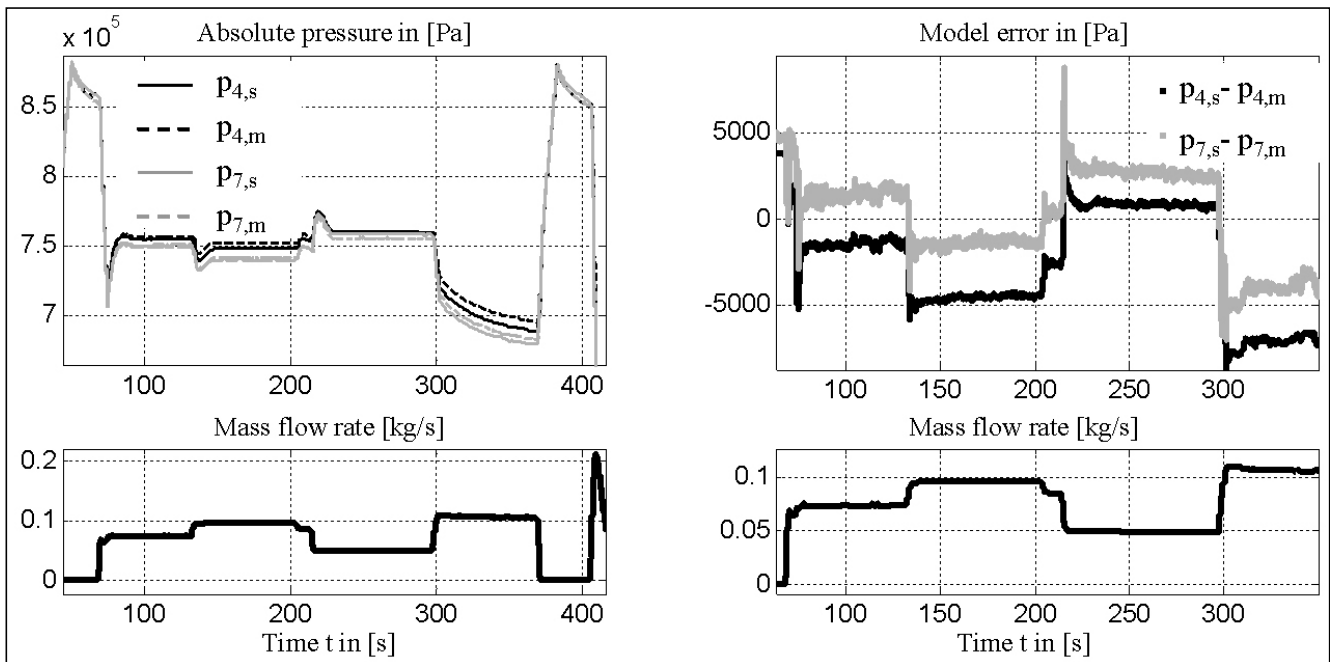 Absolute pressure in [Pa]
x 10^5
8.5
8
7.5
7
p4,s
p4,m
p7,s
p7,m
100 200 300 400
Mass flow rate [kg/s]
0.2
0.1
0
100 200 300 400
Time t in [s]
Model error in [Pa]
5000
0
-5000
p4,s- p4,m
p7,s- p7,m
100 150 200 250 300
Mass flow rate [kg/s]
0.1
0.05
0
100 150 200 250 300
Time t in [s]